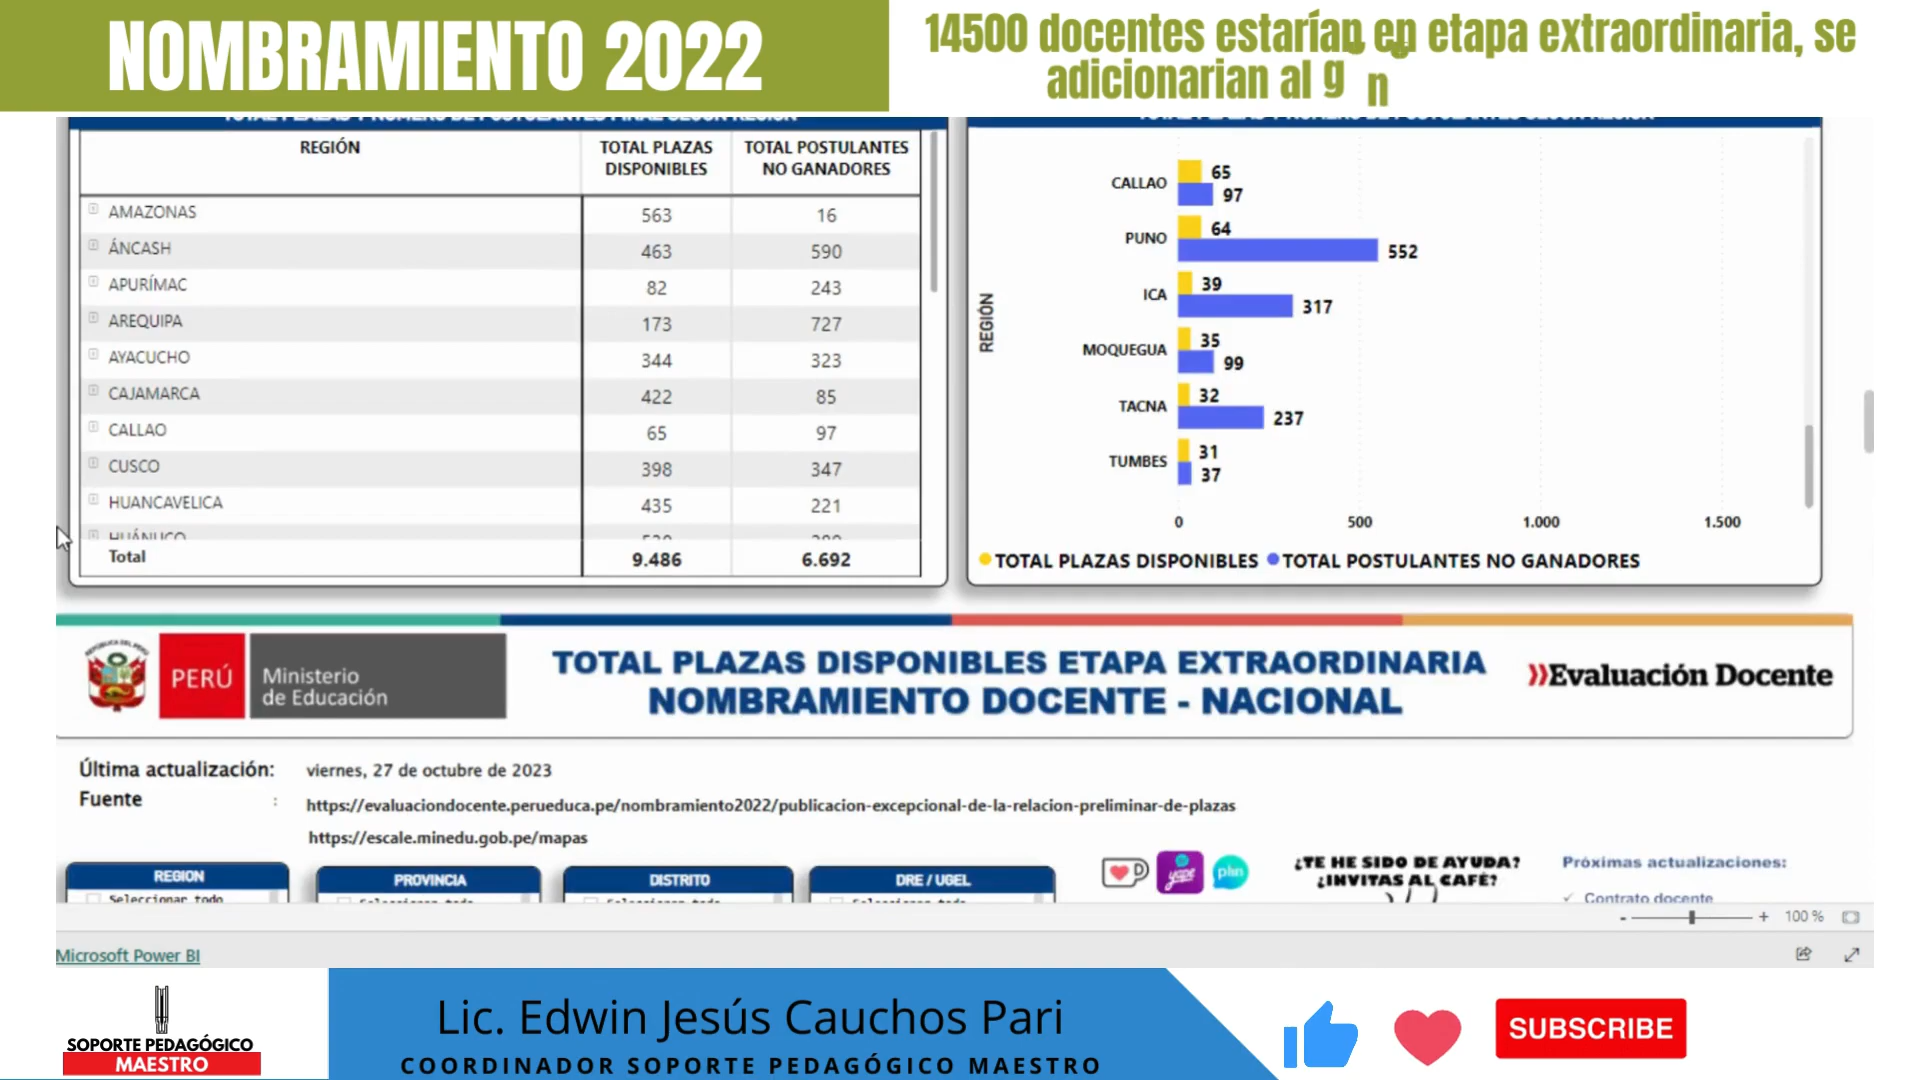 NOMBRAMIENTO 2022
14500 docentes estarían en etapa extraordinaria, se
adicionarian al g n
REGIÓN
TOTAL PLAZAS
DISPONIBLES
TOTAL POSTULANTES
NO GANADORES
AMAZONAS 563 16
ÁNCASH 463 590
APURÍMAC 82 243
AREQUIPA 173 727
AYACUCHO 344 323
CAJAMARCA 422 85
CALLAO 65 97
CUSCO 398 347
HUANCAVELICA 435 221
HUÁNUCO
Total 9.486 6.692
REGIÓN
CALLAO 65 97
PUNO 64 552
ICA 39 317
MOQUEGUA 35 99
TACNA 32 237
TUMBES 31 37
0 500 1.000 1.500
TOTAL PLAZAS DISPONIBLES TOTAL POSTULANTES NO GANADORES
PERÚ
Ministerio
de Educación
TOTAL PLAZAS DISPONIBLES ETAPA EXTRAORDINARIA
NOMBRAMIENTO DOCENTE - NACIONAL
»Evaluación Docente
Última actualización: viernes, 27 de octubre de 2023
Fuente : https://evaluaciondocente.perueduca.pe/nombramiento2022/publicacion-excepcional-de-la-relacion-preliminar-de-plazas
https://escale.minedu.gob.pe/mapas
REGION
Seleccionar todo
PROVINCIA
DISTRITO
DRE / UGEL
yape
plin
¿TE HE SIDO DE AYUDA?
¿INVITAS AL CAFÉ?
Próximas actualizaciones:
✓ Contrato docente
- + 100 %
Microsoft Power BI
SOPORTE PEDAGÓGICO
MAESTRO
Lic. Edwin Jesús Cauchos Pari
COORDINADOR SOPORTE PEDAGÓGICO MAESTRO
SUBSCRIBE